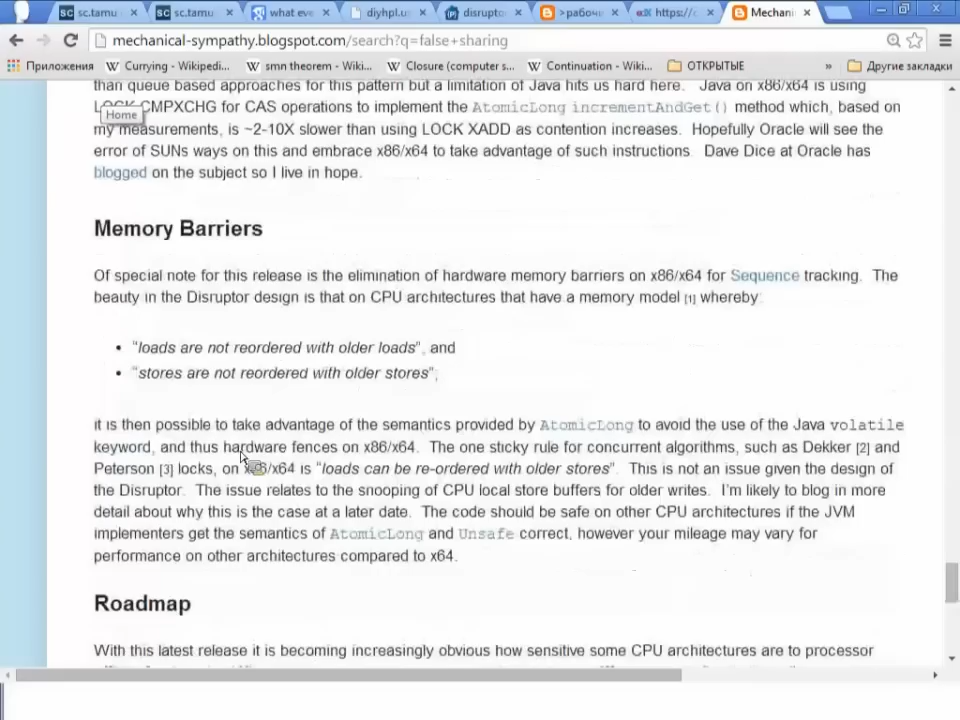 sc.tamu
sc.tamu
what eve
diyhpl.u
disrupto
>рабочи
https://c
Mechani
mechanical-sympathy.blogspot.com/search?q=false+sharing
Приложения
Currying - Wikipedi...
smn theorem - Wiki...
Closure (computer s...
Continuation - Wiki...
ОТКРЫТЫЕ
»
Другие закладки
than queue based approaches for this pattern but a limitation of Java hits us hard here. Java on x86/x64 is using
LOCK CMPXCHG for CAS operations to implement the AtomicLong incrementAndGet() method which, based on
Home
my measurements, is ~2-10X slower than using LOCK XADD as contention increases. Hopefully Oracle will see the
error of SUNs ways on this and embrace x86/x64 to take advantage of such instructions. Dave Dice at Oracle has
blogged on the subject so I live in hope.
Memory Barriers
Of special note for this release is the elimination of hardware memory barriers on x86/x64 for Sequence tracking. The
beauty in the Disruptor design is that on CPU architectures that have a memory model [1] whereby:
• “loads are not reordered with older loads”, and
• “stores are not reordered with older stores”;
it is then possible to take advantage of the semantics provided by AtomicLong to avoid the use of the Java volatile
keyword, and thus hardware fences on x86/x64. The one sticky rule for concurrent algorithms, such as Dekker [2] and
Peterson [3] locks, on x86/x64 is “loads can be re-ordered with older stores”. This is not an issue given the design of
the Disruptor. The issue relates to the snooping of CPU local store buffers for older writes. I’m likely to blog in more
detail about why this is the case at a later date. The code should be safe on other CPU architectures if the JVM
implementers get the semantics of AtomicLong and Unsafe correct, however your mileage may vary for
performance on other architectures compared to x64.
Roadmap
With this latest release it is becoming increasingly obvious how sensitive some CPU architectures are to processor